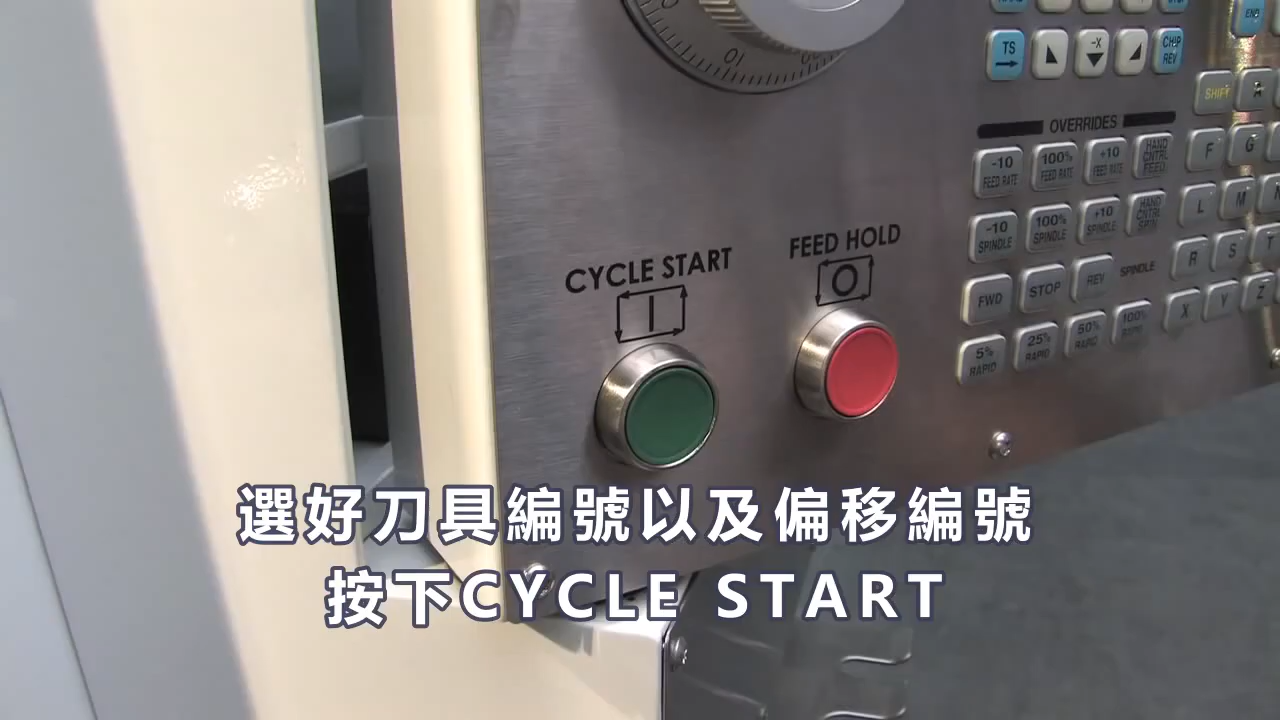 10
TS
-X
CHIP REV
END
SHIFT
OVERRIDES
-10 FEED RATE
100% FEED RATE
+10 FEED RATE
HAND CNTRL FEED
F
G
-10 SPINDLE
100% SPINDLE
+10 SPINDLE
HAND CNTRL SPIN
L
M
FWD
STOP
REV
SPINDLE
R
S
T
5% RAPID
25% RAPID
50% RAPID
100% RAPID
X
Y
Z
CYCLE START
FEED HOLD
選好刀具編號以及偏移編號
按下CYCLE START